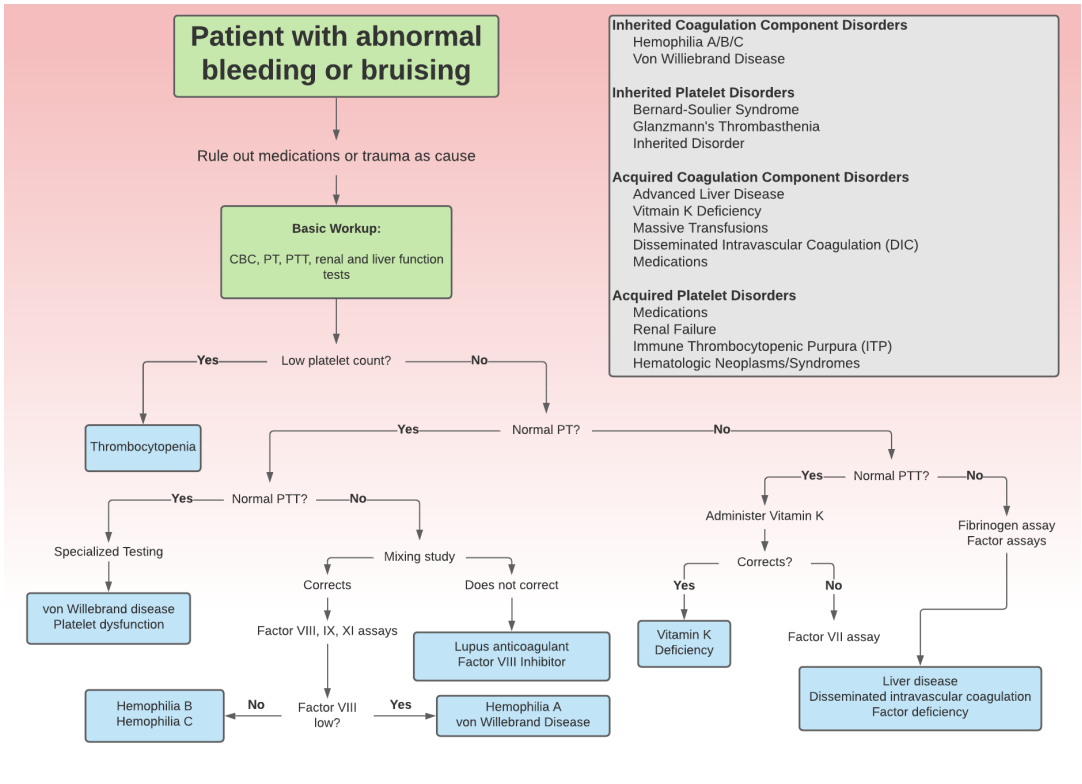 Patient with abnormal
bleeding or bruising
Rule out medications or trauma as cause
Basic Workup:
CBC, PT, PTT, renal and liver function
tests
Inherited Coagulation Component Disorders
Hemophilia A/B/C
Von Williebrand Disease
Inherited Platelet Disorders
Bernard-Soulier Syndrome
Glanzmann's Thrombasthenia
Inherited Disorder
Acquired Coagulation Component Disorders
Advanced Liver Disease
Vitmain K Deficiency
Massive Transfusions
Disseminated Intravascular Coagulation (DIC)
Medications
Acquired Platelet Disorders
Medications
Renal Failure
Immune Thrombocytopenic Purpura (ITP)
Hematologic Neoplasms/Syndromes
Yes
Low platelet count?
No
Thrombocytopenia
Yes
Normal PT?
No
Yes
Normal PTT?
No
Yes
Normal PTT?
No
Specialized Testing
von Willebrand disease
Platelet dysfunction
Mixing study
Corrects
Does not correct
Factor VIII, IX, XI assays
Lupus anticoagulant
Factor VIII Inhibitor
Factor VIII
low?
No
Yes
Hemophilia B
Hemophilia C
Hemophilia A
von Willebrand Disease
Administer Vitamin K
Corrects?
Yes
No
Vitamin K
Deficiency
Factor VII assay
Fibrinogen assay
Factor assays
Liver disease
Disseminated intravascular coagulation
Factor deficiency